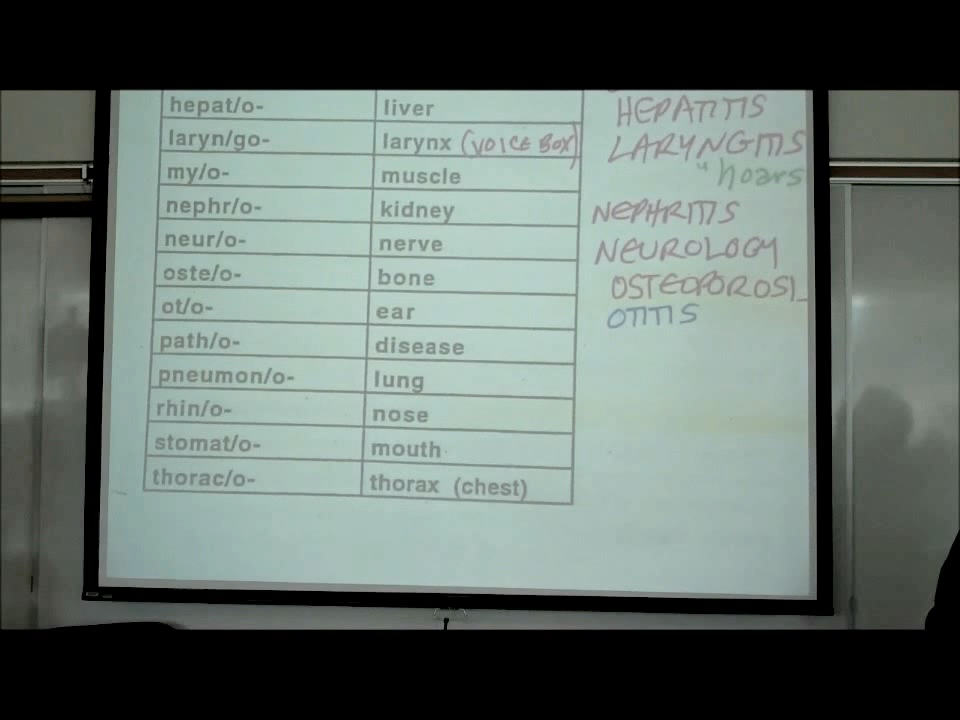 hepat/o- liver HEPATITIS
laryn/go- larynx (VOICE BOX) LARYNGITIS
"hoars
my/o- muscle
nephr/o- kidney NEPHRITIS
neur/o- nerve NEUROLOGY
oste/o- bone OSTEOPOROSI_
ot/o- ear OTITIS
path/o- disease
pneumon/o- lung
rhin/o- nose
stomat/o- mouth
thorac/o- thorax (chest)